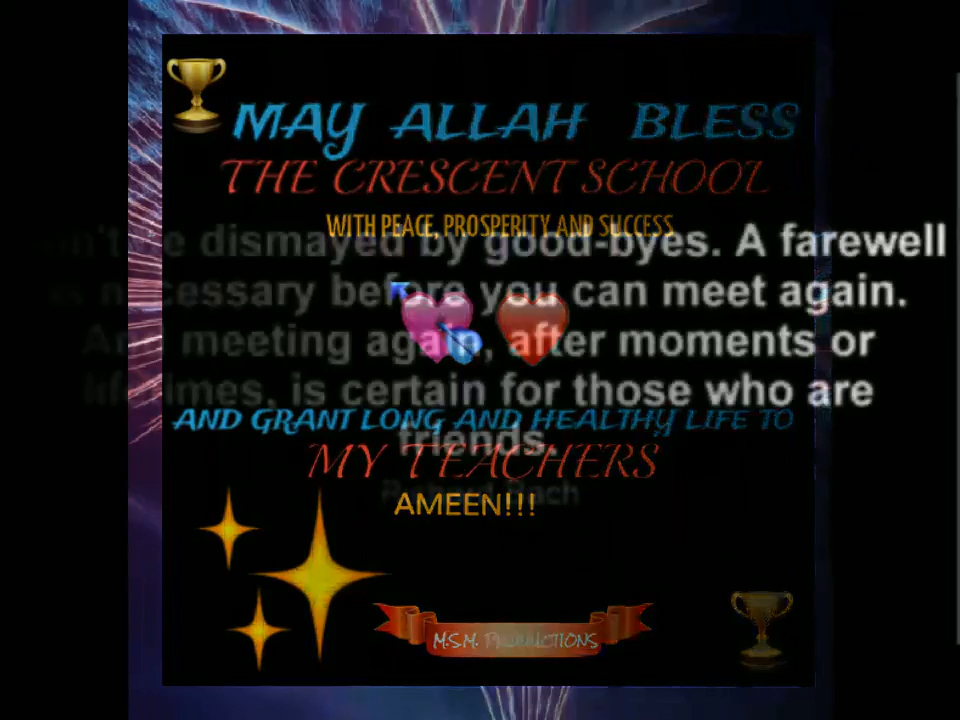 MAY ALLAH BLESS
THE CRESCENT SCHOOL
WITH PEACE, PROSPERITY AND SUCCESS
dismayed by good-byes. A farewell
necessary before you can meet again.
meeting again, after moments or
lifetimes, is certain for those who are
AND GRANT LONG AND HEALTHY LIFE TO
friends.
MY TEACHERS
AMEEN!!!
M.S.M. PRODUCTIONS